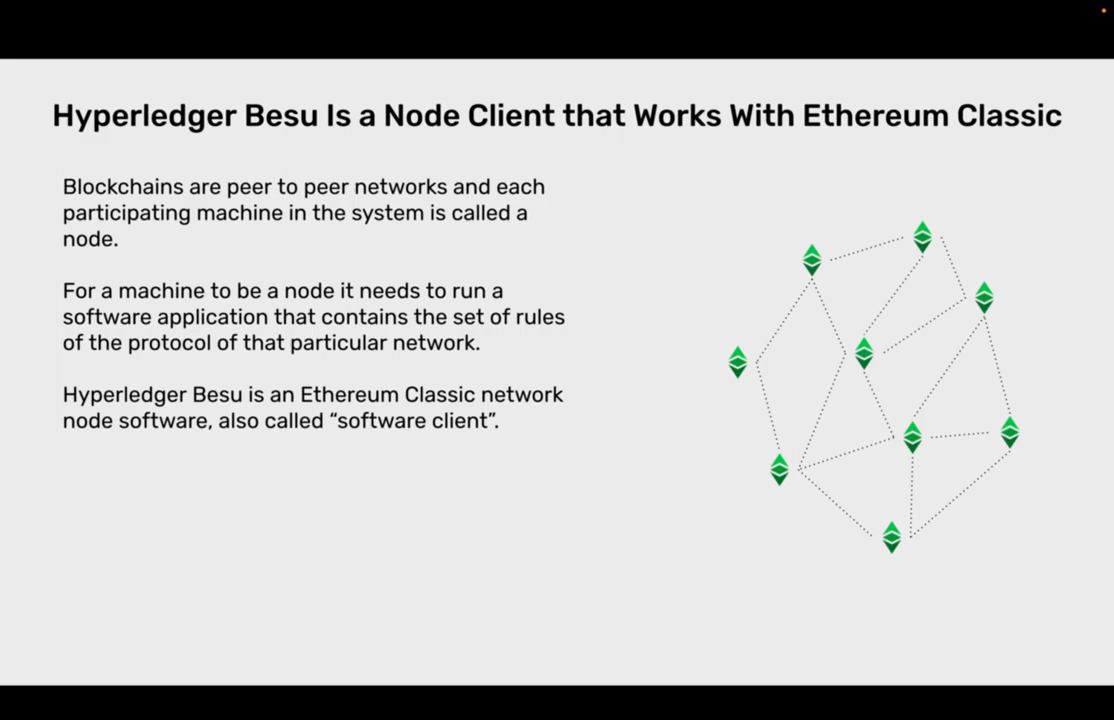 Hyperledger Besu Is a Node Client that Works With Ethereum Classic
Blockchains are peer to peer networks and each
participating machine in the system is called a
node.
For a machine to be a node it needs to run a
software application that contains the set of rules
of the protocol of that particular network.
Hyperledger Besu is an Ethereum Classic network
node software, also called “software client”.